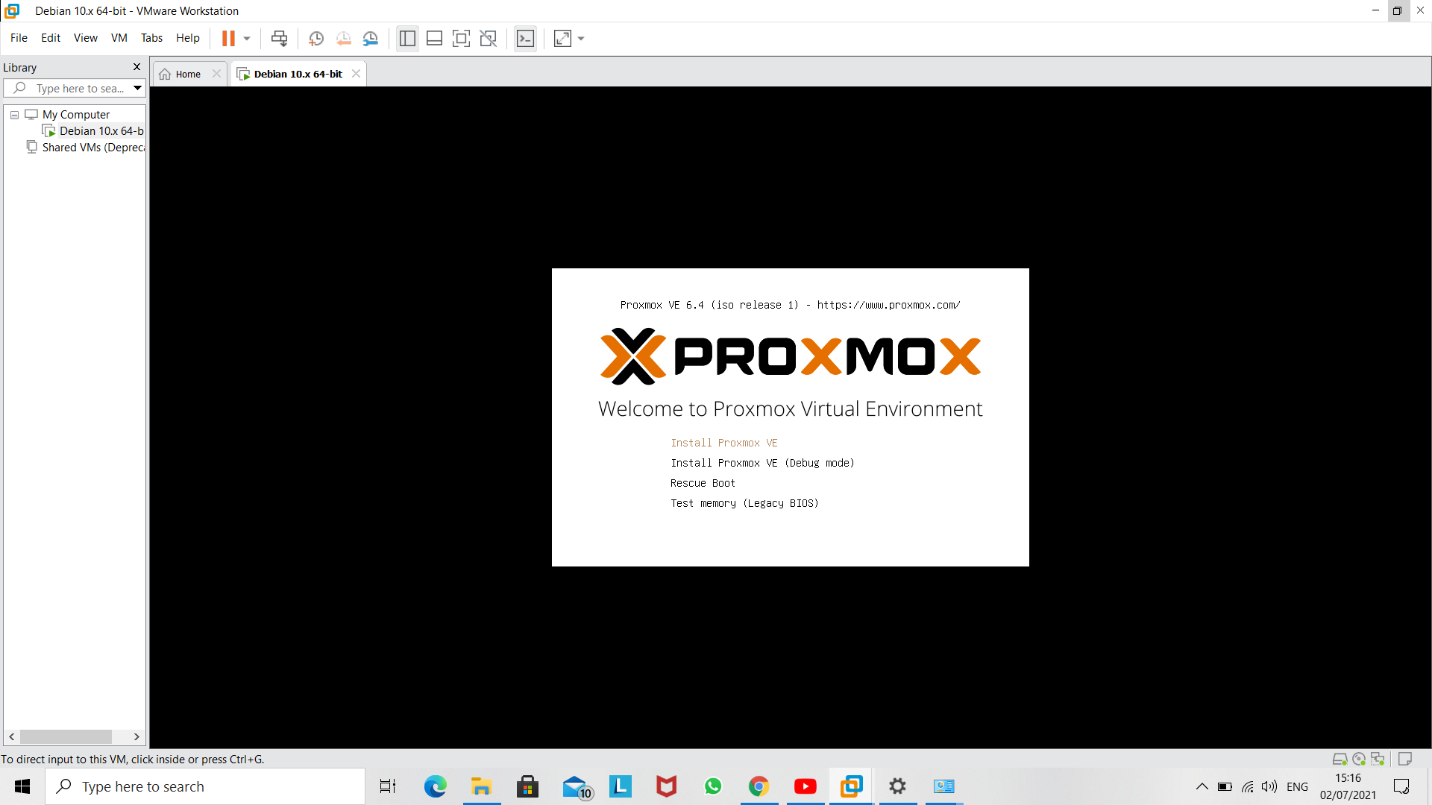 Debian 10.x 64-bit - VMware Workstation
File Edit View VM Tabs Help
Library
Type here to sea...
Home
Debian 10.x 64-bit
My Computer
Debian 10.x 64-b
Shared VMs (Depreca
Proxmox VE 6.4 (iso release 1) - https://www.proxmox.com/
PROXMOX
Welcome to Proxmox Virtual Environment
Install Proxmox VE
Install Proxmox VE (Debug mode)
Rescue Boot
Test memory (Legacy BIOS)
To direct input to this VM, click inside or press Ctrl+G.
Type here to search
10
L
ENG
15:16
02/07/2021